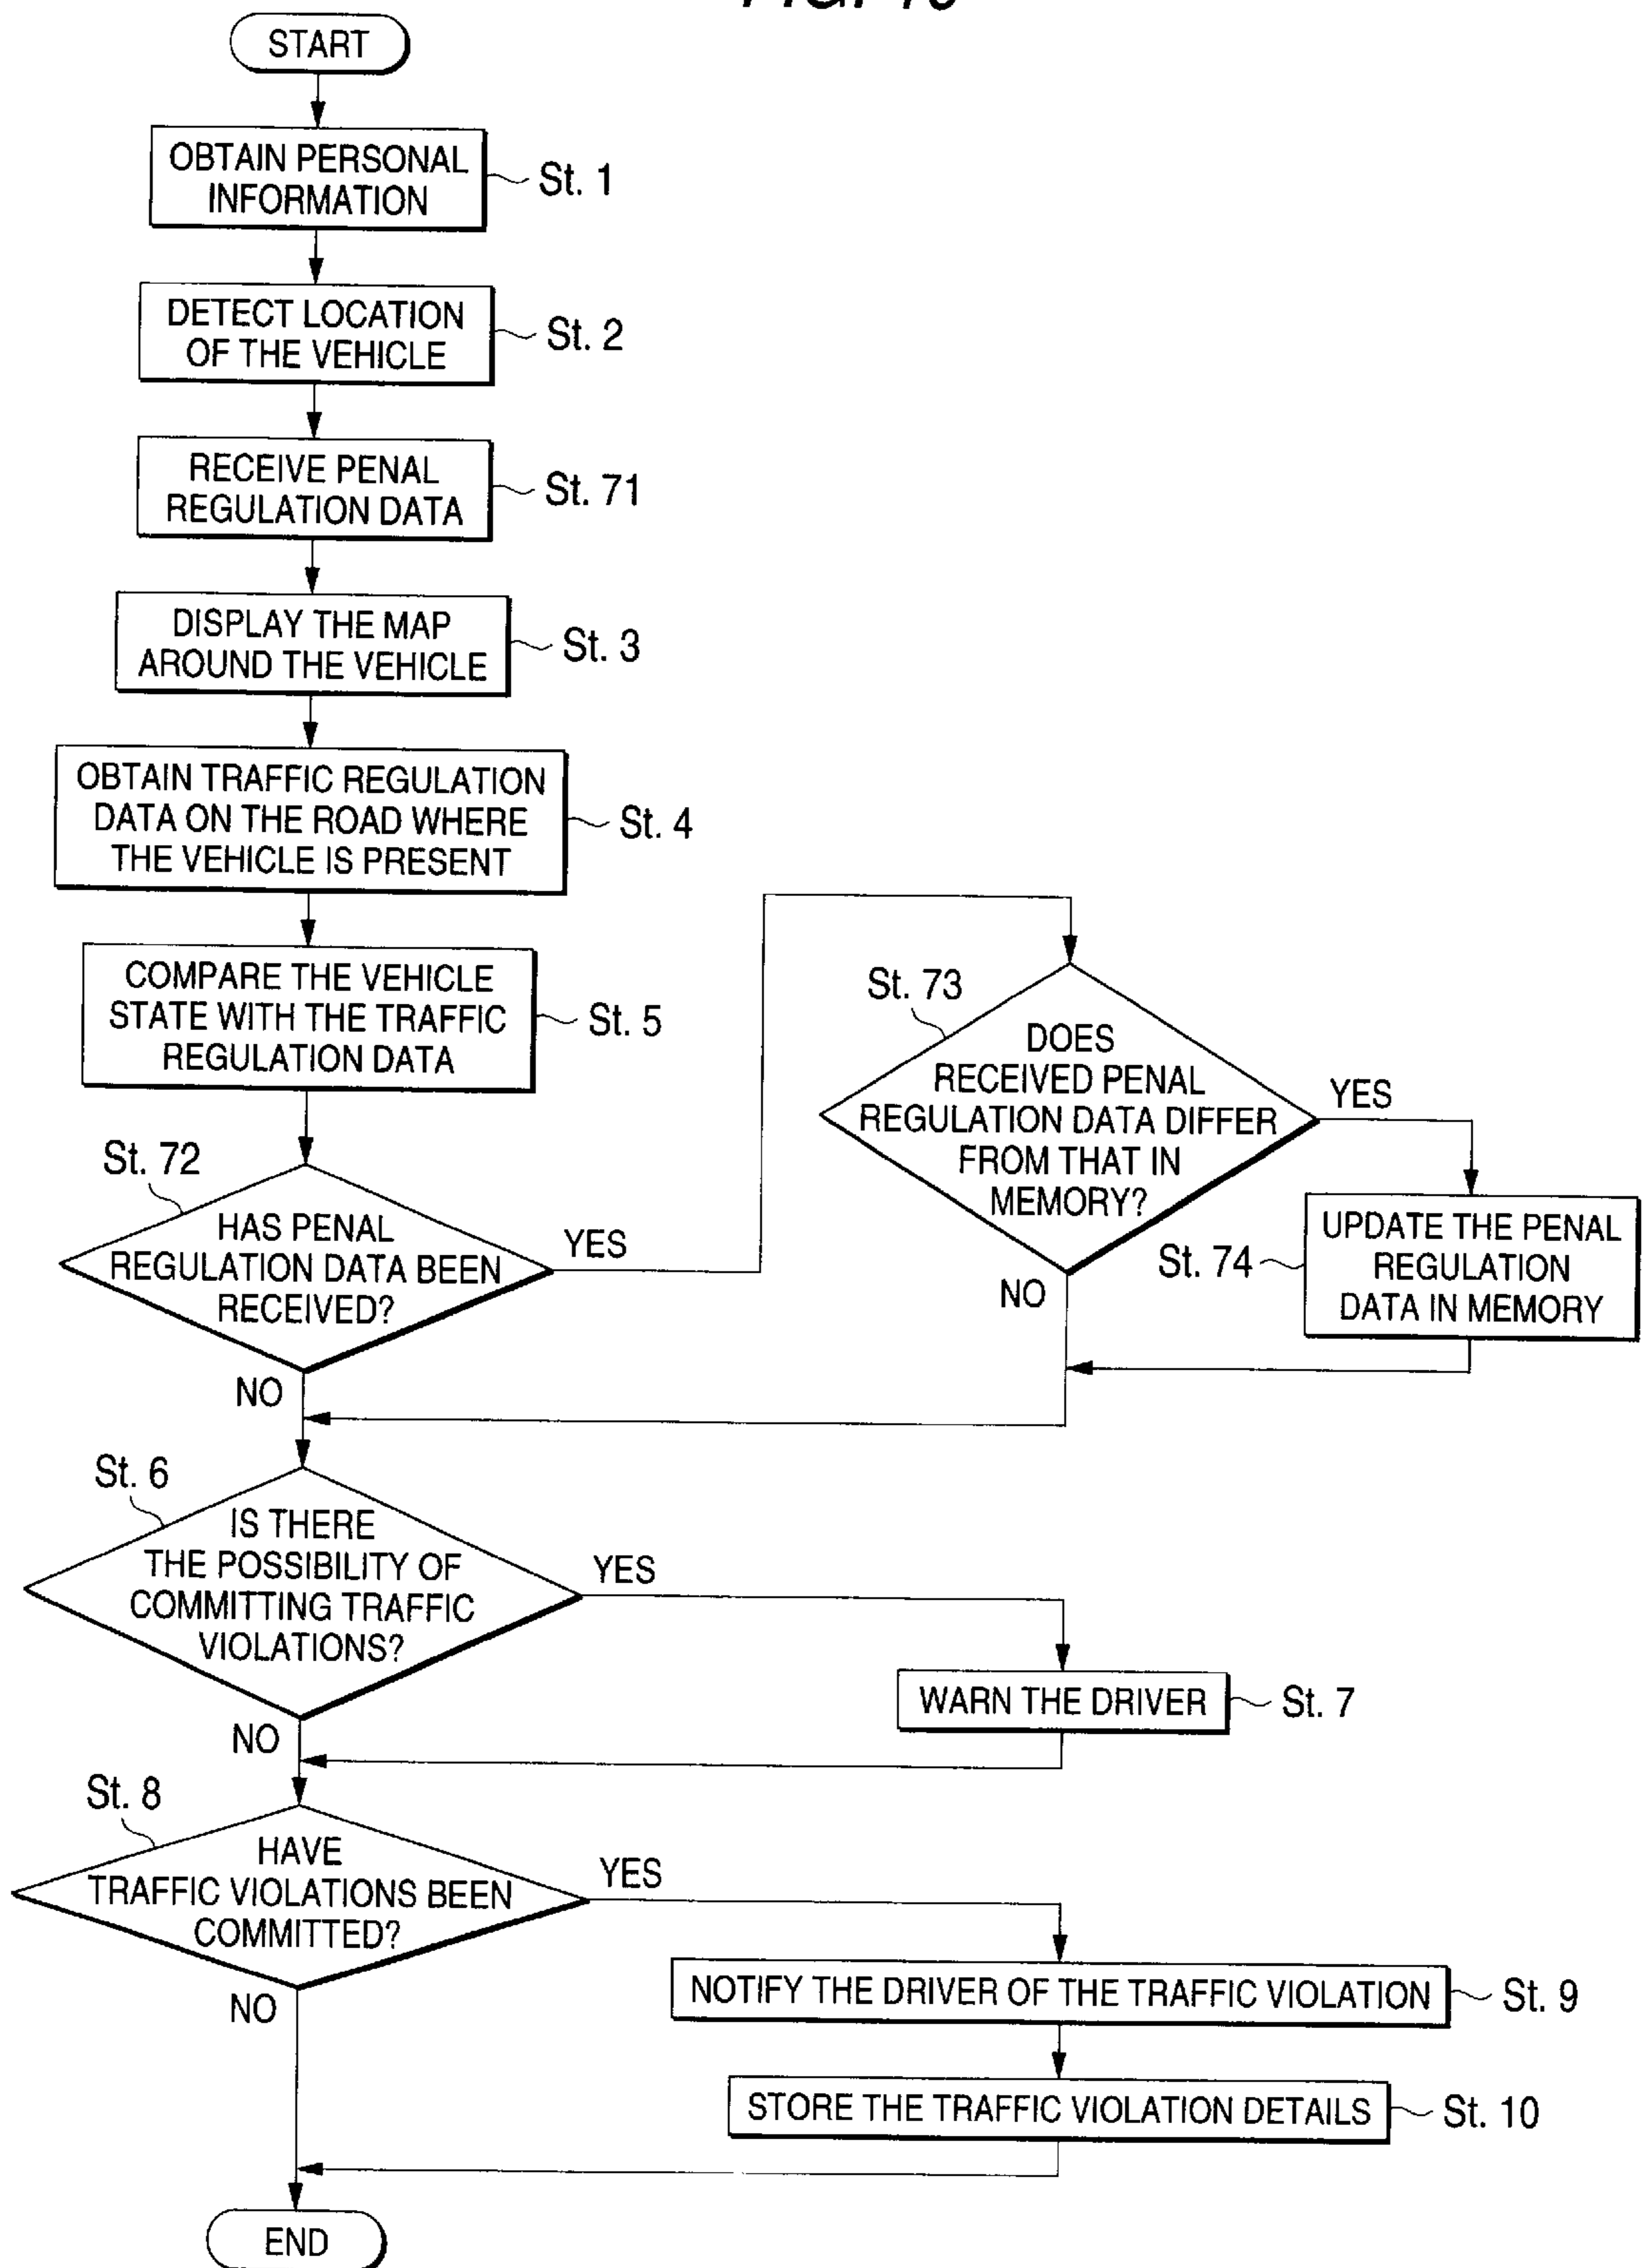 START
OBTAIN PERSONAL
INFORMATION
St. 1
DETECT LOCATION
OF THE VEHICLE
St. 2
RECEIVE PENAL
REGULATION DATA
St. 71
DISPLAY THE MAP
AROUND THE VEHICLE
St. 3
OBTAIN TRAFFIC REGULATION
DATA ON THE ROAD WHERE
THE VEHICLE IS PRESENT
St. 4
COMPARE THE VEHICLE
STATE WITH THE TRAFFIC
REGULATION DATA
St. 5
St. 72
HAS PENAL
REGULATION DATA BEEN
RECEIVED?
YES
NO
St. 73
DOES
RECEIVED PENAL
REGULATION DATA DIFFER
FROM THAT IN
MEMORY?
YES
NO
St. 74
UPDATE THE PENAL
REGULATION
DATA IN MEMORY
St. 6
IS THERE
THE POSSIBILITY OF
COMMITTING TRAFFIC
VIOLATIONS?
YES
NO
WARN THE DRIVER
St. 7
St. 8
HAVE
TRAFFIC VIOLATIONS BEEN
COMMITTED?
YES
NO
NOTIFY THE DRIVER OF THE TRAFFIC VIOLATION
St. 9
STORE THE TRAFFIC VIOLATION DETAILS
St. 10
END